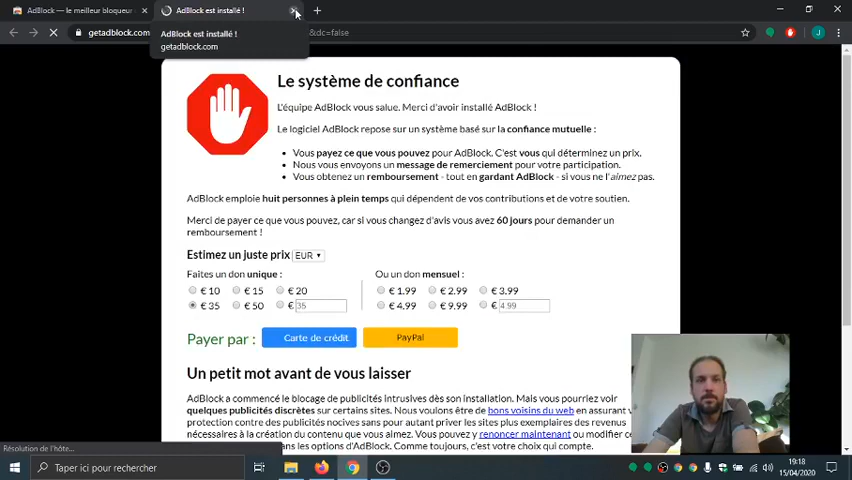 AdBlock — le meilleur bloqueur
AdBlock est installé !
getadblock.com
&dc=false
J
AdBlock est installé !
getadblock.com
Le système de confiance
L'équipe AdBlock vous salue. Merci d'avoir installé AdBlock !
Le logiciel AdBlock repose sur un système basé sur la confiance mutuelle :
• Vous payez ce que vous pouvez pour AdBlock. C'est vous qui déterminez un prix.
• Nous vous envoyons un message de remerciement pour votre participation.
• Vous obtenez un remboursement - tout en gardant AdBlock - si vous ne l'aimez pas.
AdBlock emploie huit personnes à plein temps qui dépendent de vos contributions et de votre soutien.
Merci de payer ce que vous pouvez, car si vous changez d'avis vous avez 60 jours pour demander un
remboursement !
Estimez un juste prix EUR
Faites un don unique :
Ou un don mensuel :
€ 10 € 15 € 20
€ 1.99 € 2.99 € 3.99
€ 35 € 50 € 35
€ 4.99 € 9.99 € 4.99
Payer par : Carte de crédit PayPal
Un petit mot avant de vous laisser
AdBlock a commencé le blocage de publicités intrusives dès son installation. Mais vous pourriez
quelques publicités discrètes sur certains sites. Nous voulons être de bons voisins du web en assurant
protection contre des publicités nocives sans pour autant priver les sites plus exemplaires des revenus
nécessaires à la création du contenu que vous aimez. Vous pouvez y renoncer maintenant ou modifier
ns les options d'AdBlock. Comme toujours, c'est votre choix qui compte.
Résolution de l'hôte...
Taper ici pour rechercher
19:18
15/04/2020